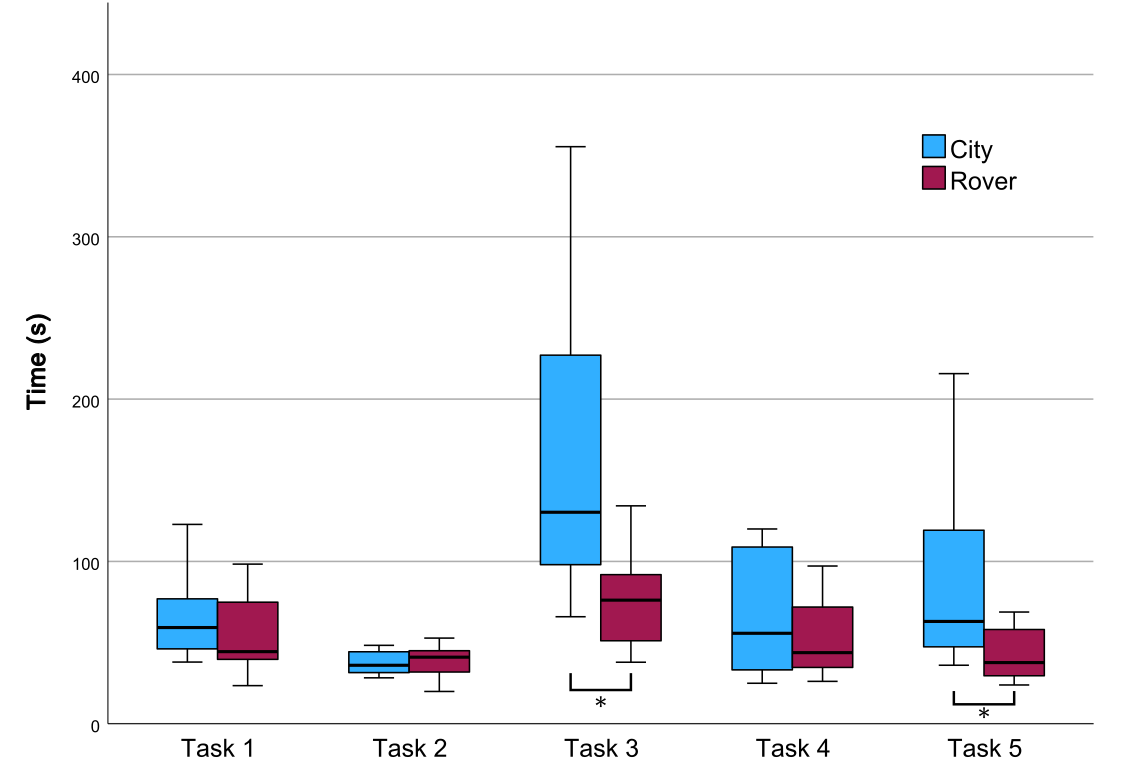 400
300
200
100
0
Time (s)
City
Rover
*
*
Task 1
Task 2
Task 3
Task 4
Task 5